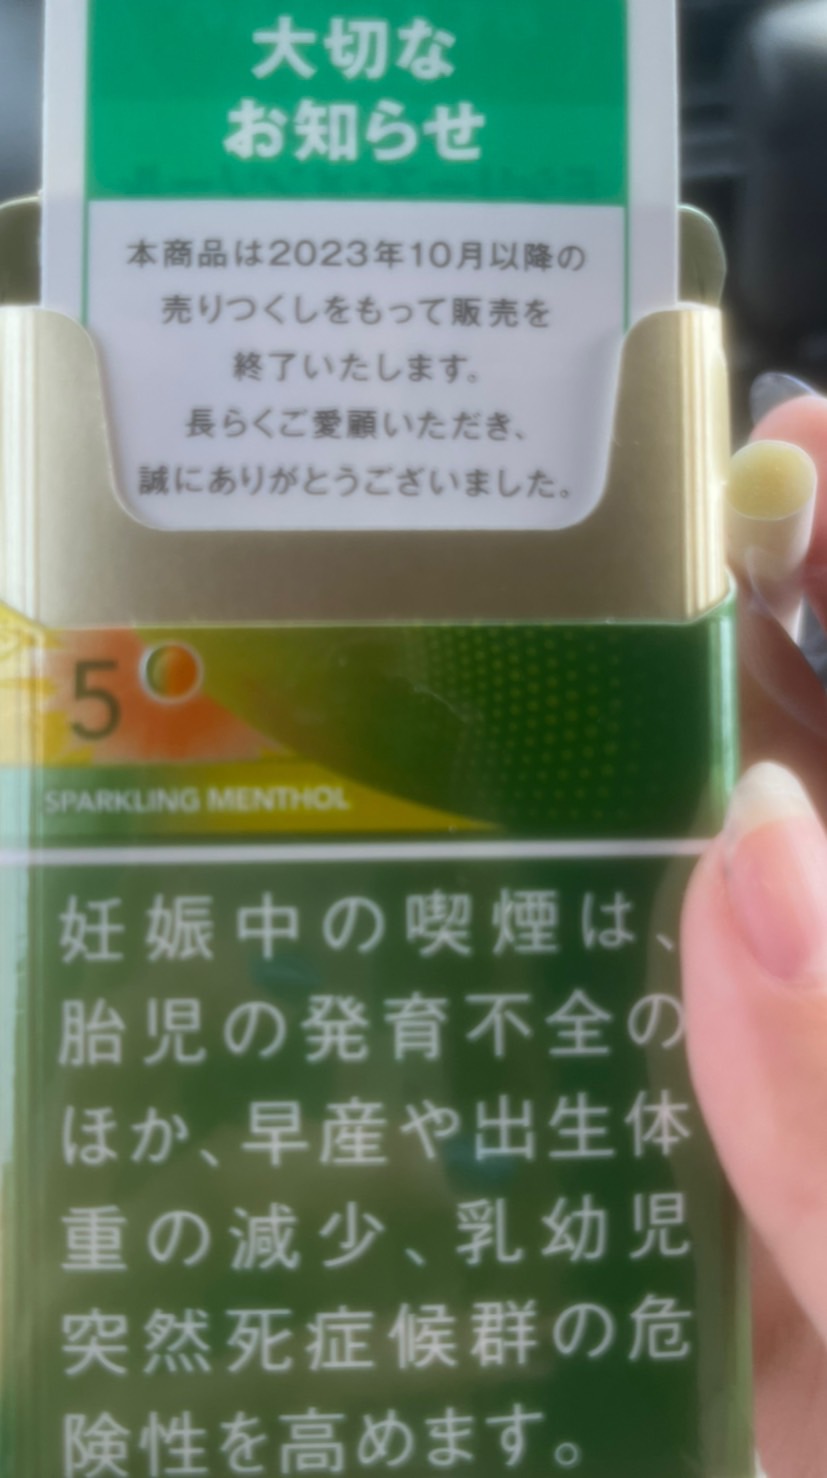 大切な
お知らせ
本商品は2023年10月以降の
売りつくしをもって販売を
終了いたします。
長らくご愛顧いただき、
誠にありがとうございました。
5
SPARKLING MENTHOL
妊娠中の喫煙は、
胎児の発育不全の
ほか、早産や出生体
重の減少、乳幼児
突然死症候群の危
険性を高めます。